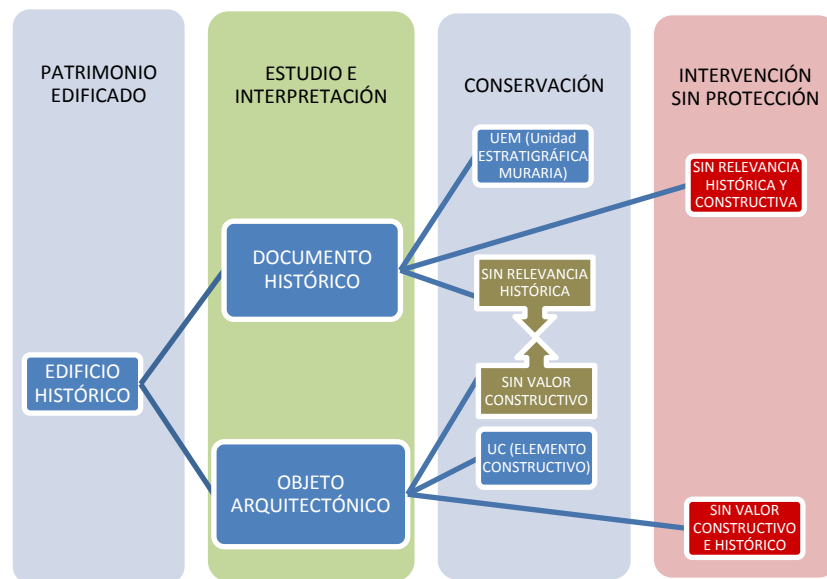 PATRIMONIO
EDIFICADO
ESTUDIO E
INTERPRETACIÓN
CONSERVACIÓN
INTERVENCIÓN
SIN PROTECCIÓN
UEM (Unidad
ESTRATIGRÁFICA
MURARIA)
SIN RELEVANCIA
HISTÓRICA Y
CONSTRUCTIVA
DOCUMENTO
HISTÓRICO
SIN RELEVANCIA
HISTÓRICA
EDIFICIO
HISTÓRICO
SIN VALOR
CONSTRUCTIVO
UC (ELEMENTO
CONSTRUCTIVO)
OBJETO
ARQUITECTÓNICO
SIN VALOR
CONSTRUCTIVO
E HISTÓRICO